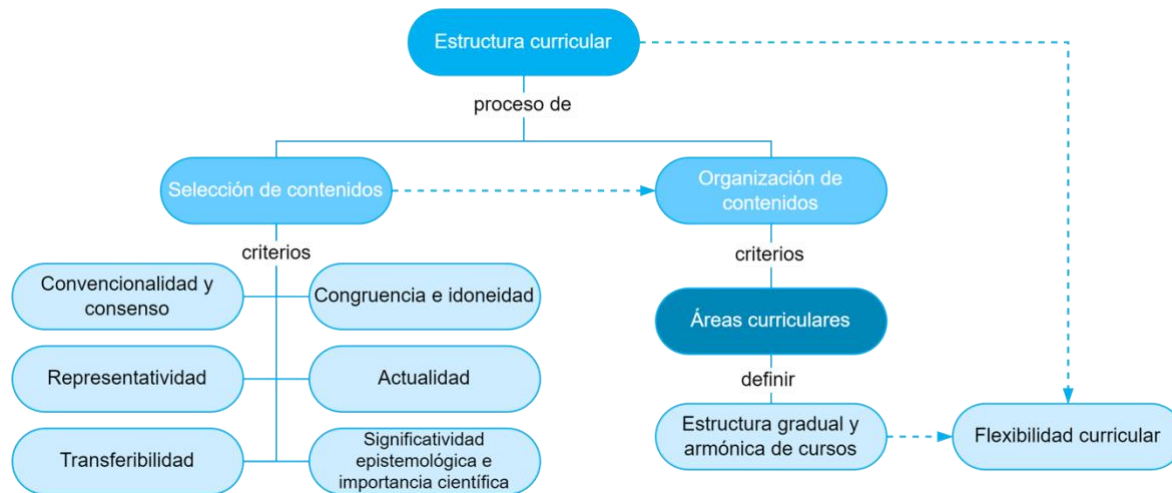 Estructura curricular
proceso de
Selección de contenidos
Organización de
contenidos
criterios
criterios
Convencionalidad y
consenso
Congruencia e idoneidad
Áreas curriculares
Representatividad
Actualidad
definir
Transferibilidad
Significatividad
epistemológica e
importancia científica
Estructura gradual y
armónica de cursos
Flexibilidad curricular